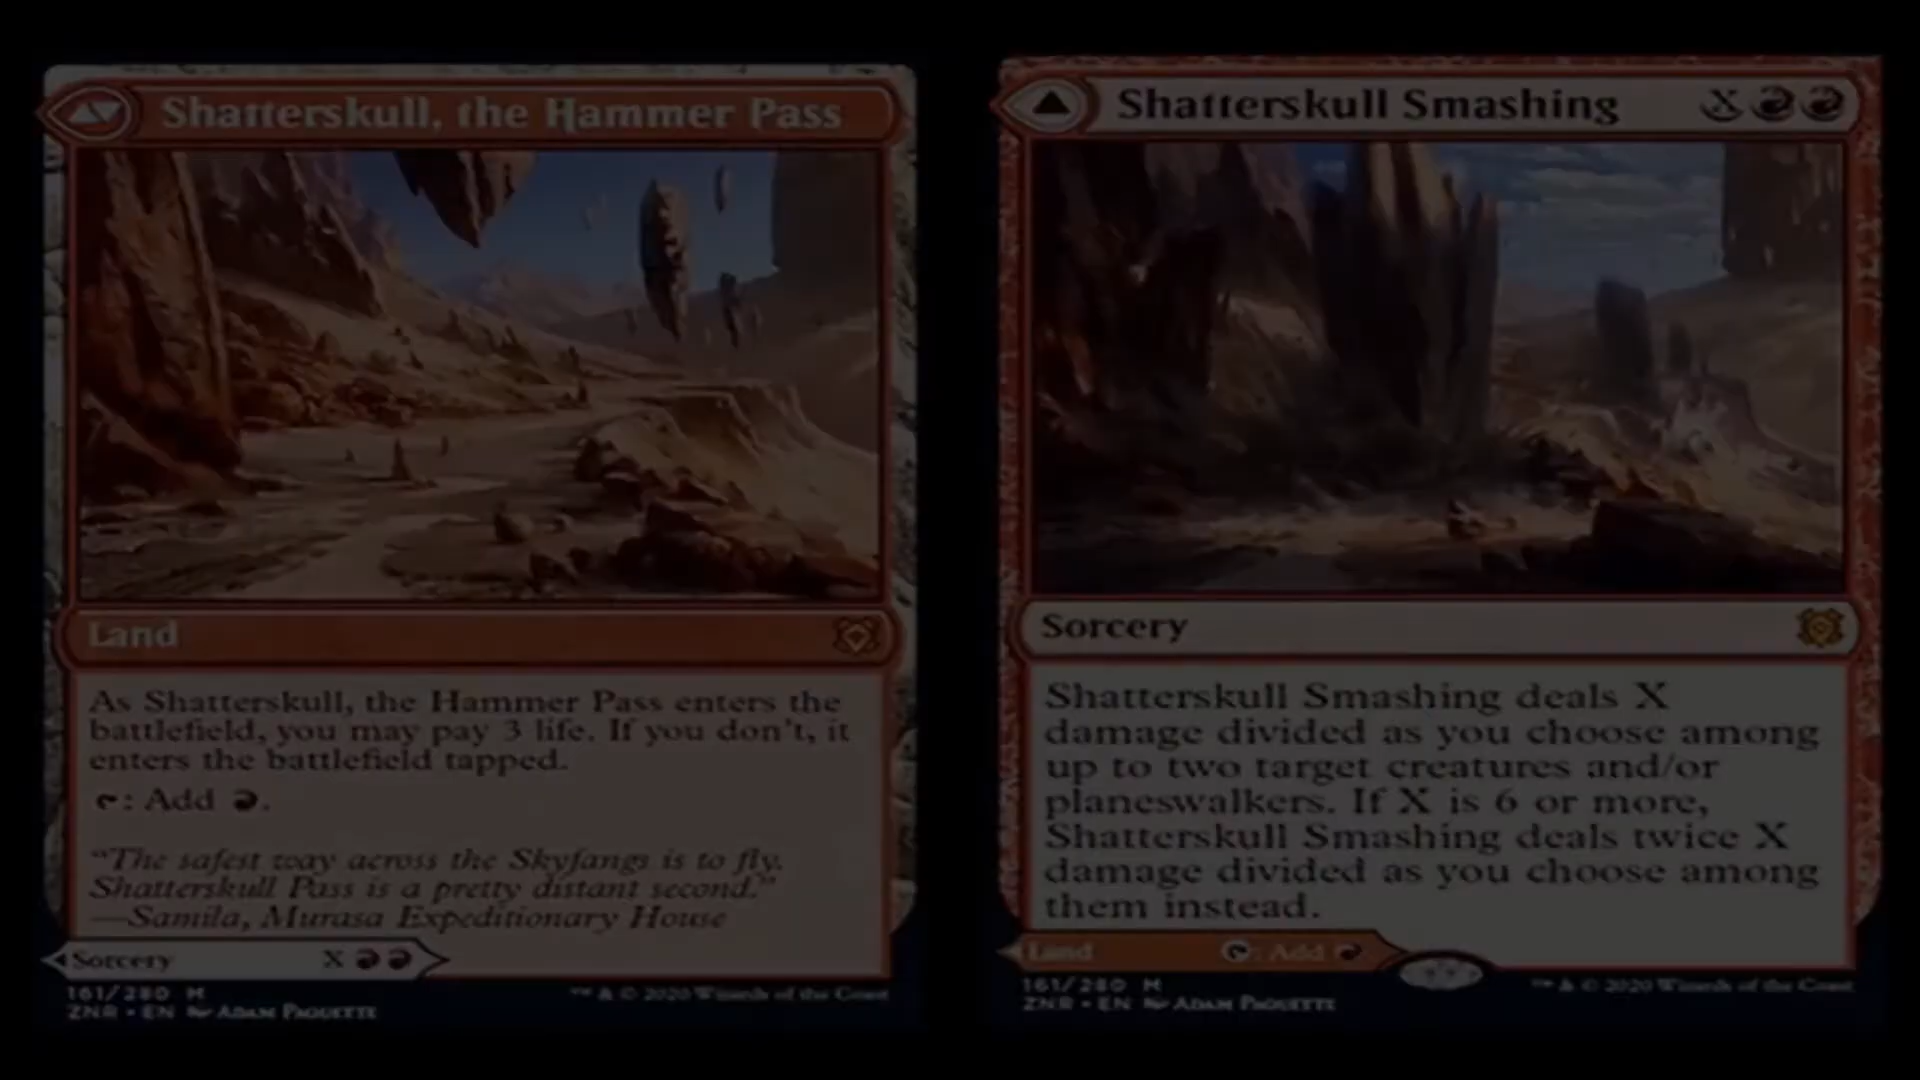 Shatterskull, the Hammer Pass
Land
As Shatterskull, the Hammer Pass enters the
battlefield, you may pay 3 life. If you don't, it
enters the battlefield tapped.
: Add .
"The safest way across the Skyfangs is to fly.
Shatterskull Pass is a pretty distant second."
—Samila, Murasa Expeditionary House
Sorcery X
161/280 M
ZNR • EN Adam Paquette
™ & © 2020 Wizards of the Coast
Shatterskull Smashing X
Sorcery
Shatterskull Smashing deals X
damage divided as you choose among
up to two target creatures and/or
planeswalkers. If X is 6 or more,
Shatterskull Smashing deals twice X
damage divided as you choose among
them instead.
Land : Add
161/280 M
ZNR • EN Adam Paquette
™ & © 2020 Wizards of the Coast